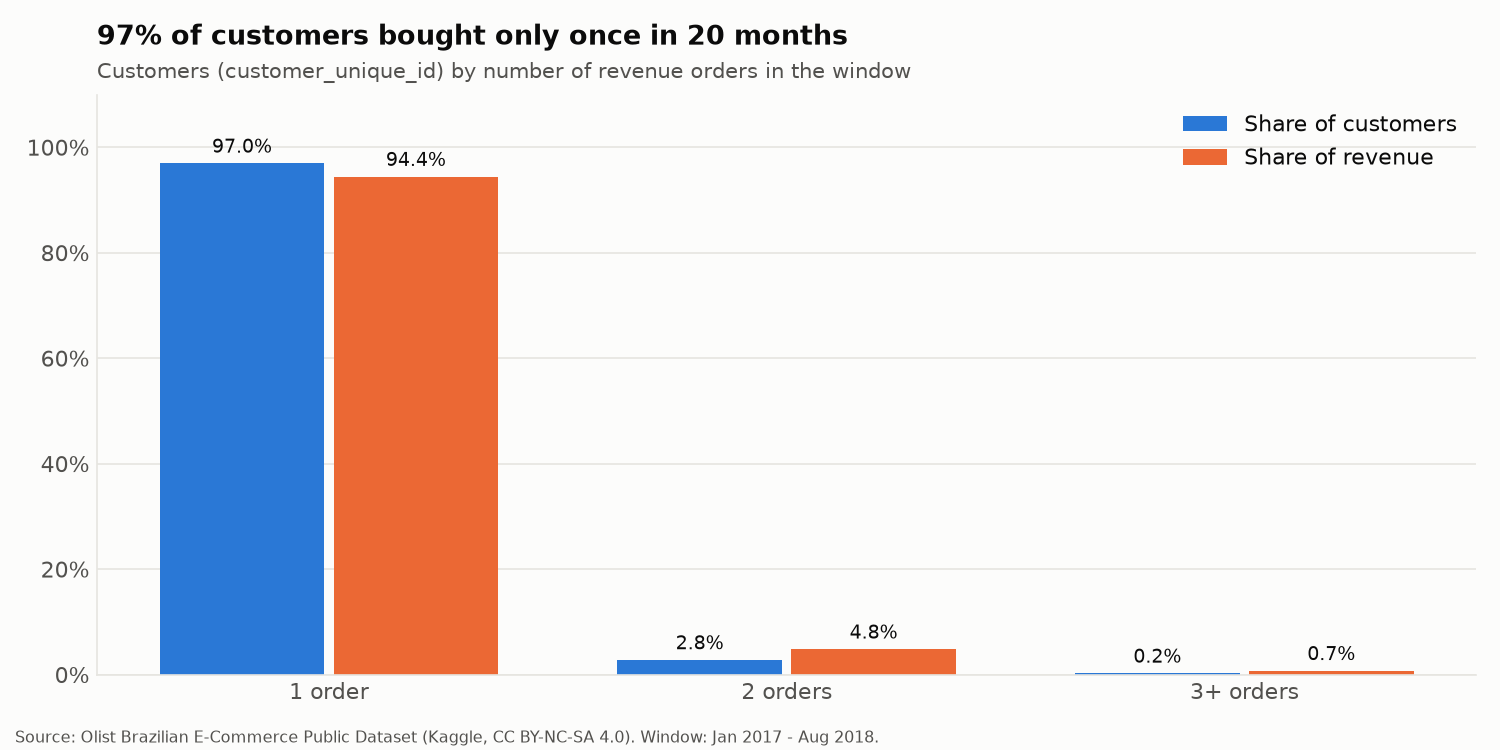 97% of customers bought only once in 20 months
Customers (customer_unique_id) by number of revenue orders in the window
Share of customers
Share of revenue
100%
80%
60%
40%
20%
0%
97.0%
94.4%
2.8%
4.8%
0.2%
0.7%
1 order
2 orders
3+ orders
Source: Olist Brazilian E-Commerce Public Dataset (Kaggle, CC BY-NC-SA 4.0). Window: Jan 2017 - Aug 2018.